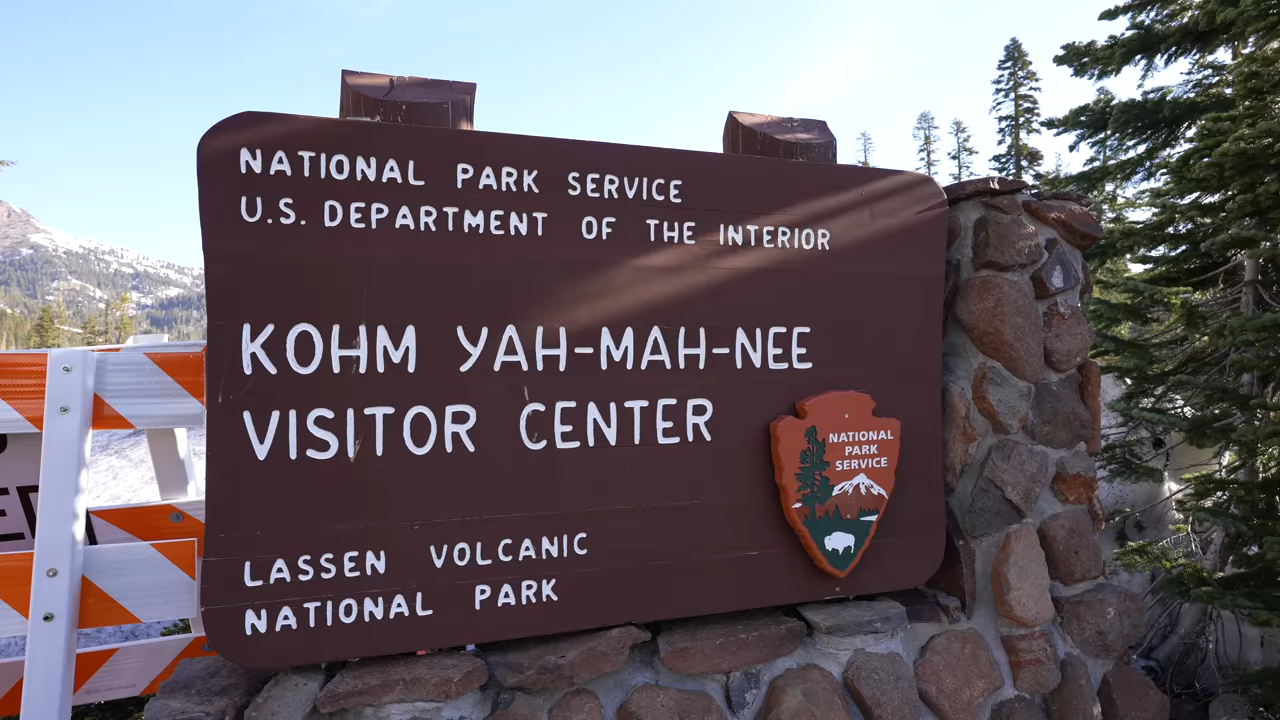 NATIONAL PARK SERVICE
U.S. DEPARTMENT OF THE INTERIOR
KOHM YAH-MAH-NEE
VISITOR CENTER
NATIONAL
PARK
SERVICE
LASSEN VOLCANIC
NATIONAL PARK